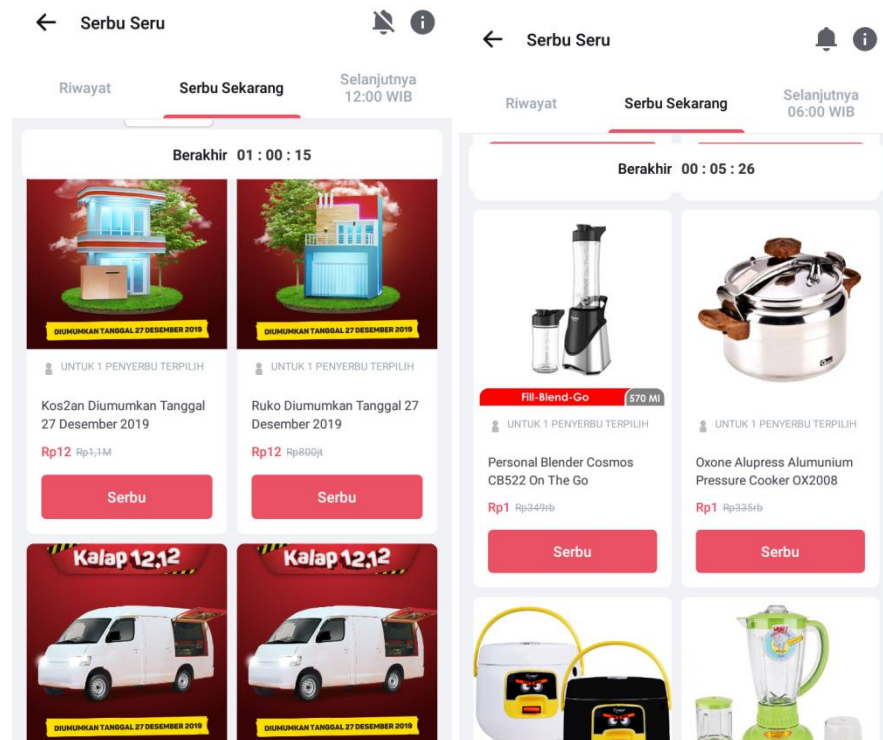 Serbu Seru
Riwayat
Serbu Sekarang
Selanjutnya
12:00 WIB
Berakhir 01 : 00 : 15
DIUMUMKAN TANGGAL 27 DESEMBER 2019
DIUMUMKAN TANGGAL 27 DESEMBER 2019
UNTUK 1 PENYERBU TERPILIH
UNTUK 1 PENYERBU TERPILIH
Kos2an Diumumkan Tanggal
27 Desember 2019
Rp12 Rp1,1M
Serbu
Ruko Diumumkan Tanggal 27
Desember 2019
Rp12 Rp800jt
Serbu
Kalap 12.12
Kalap 12.12
DIUMUMKAN TANGGAL 27 DESEMBER 2019
DIUMUMKAN TANGGAL 27 DESEMBER 2019
Serbu Seru
Riwayat
Serbu Sekarang
Selanjutnya
06:00 WIB
Berakhir 00 : 05 : 26
Fill-Blend-Go
570 Ml
UNTUK 1 PENYERBU TERPILIH
UNTUK 1 PENYERBU TERPILIH
Personal Blender Cosmos
CB522 On The Go
Rp1 Rp349rb
Serbu
Oxone Alupress Alumunium
Pressure Cooker OX2008
Rp1 Rp335rb
Serbu